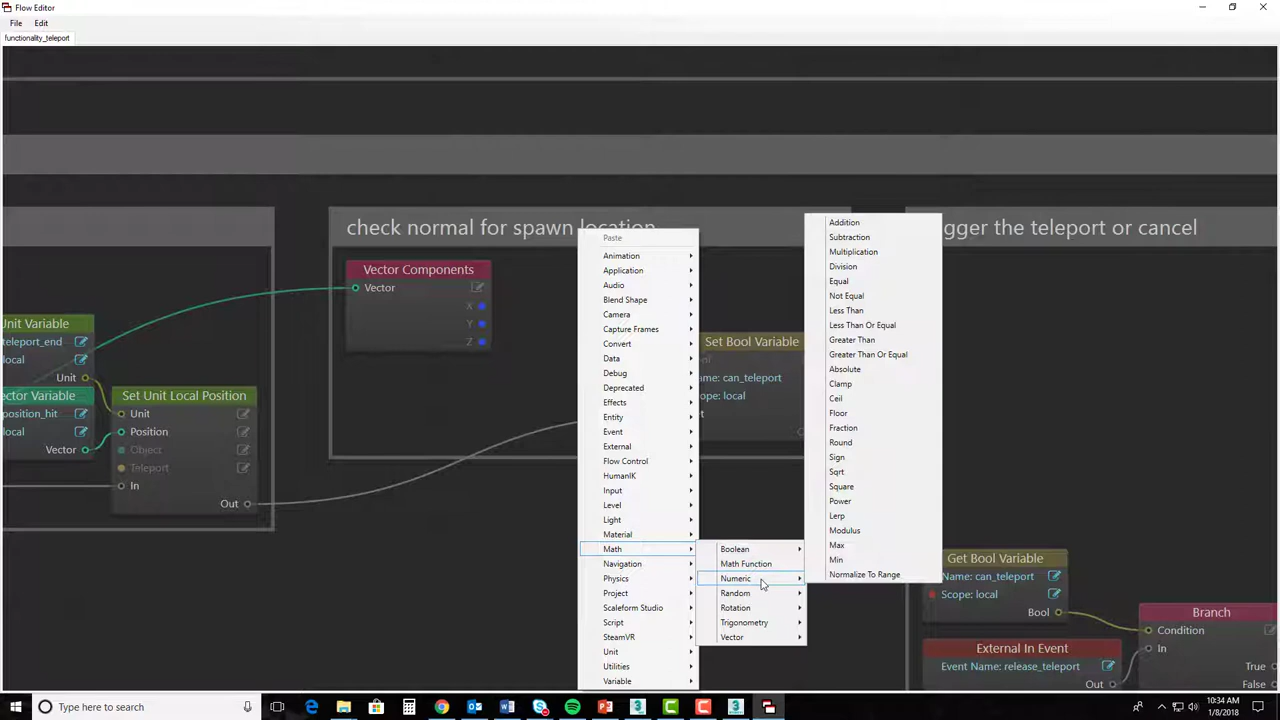 Flow Editor
File Edit
functionality_teleport
check normal for spawn location
gger the teleport or cancel
Vector Components
Vector
X
Y
Z
Unit Variable
teleport_end
local
Unit
ector Variable
position_hit
local
Vector
Set Unit Local Position
Unit
Position
Object
Teleport
In
Out
Paste
Animation
Application
Audio
Blend Shape
Camera
Capture Frames
Convert
Data
Debug
Deprecated
Effects
Entity
Event
External
Flow Control
HumanIK
Input
Level
Light
Material
Math
Navigation
Physics
Project
Scaleform Studio
Script
SteamVR
Unit
Utilities
Variable
Boolean
Math Function
Numeric
Random
Rotation
Trigonometry
Vector
Addition
Subtraction
Multiplication
Division
Equal
Not Equal
Less Than
Less Than Or Equal
Greater Than
Greater Than Or Equal
Absolute
Clamp
Ceil
Floor
Fraction
Round
Sign
Sqrt
Square
Power
Lerp
Modulus
Max
Min
Normalize To Range
Set Bool Variable
ol
me: can_teleport
ope: local
t
Get Bool Variable
Name: can_teleport
Scope: local
Bool
External In Event
Event Name: release_teleport
Out
Branch
Condition
In
True
False
Type here to search
10:34 AM
1/8/2018